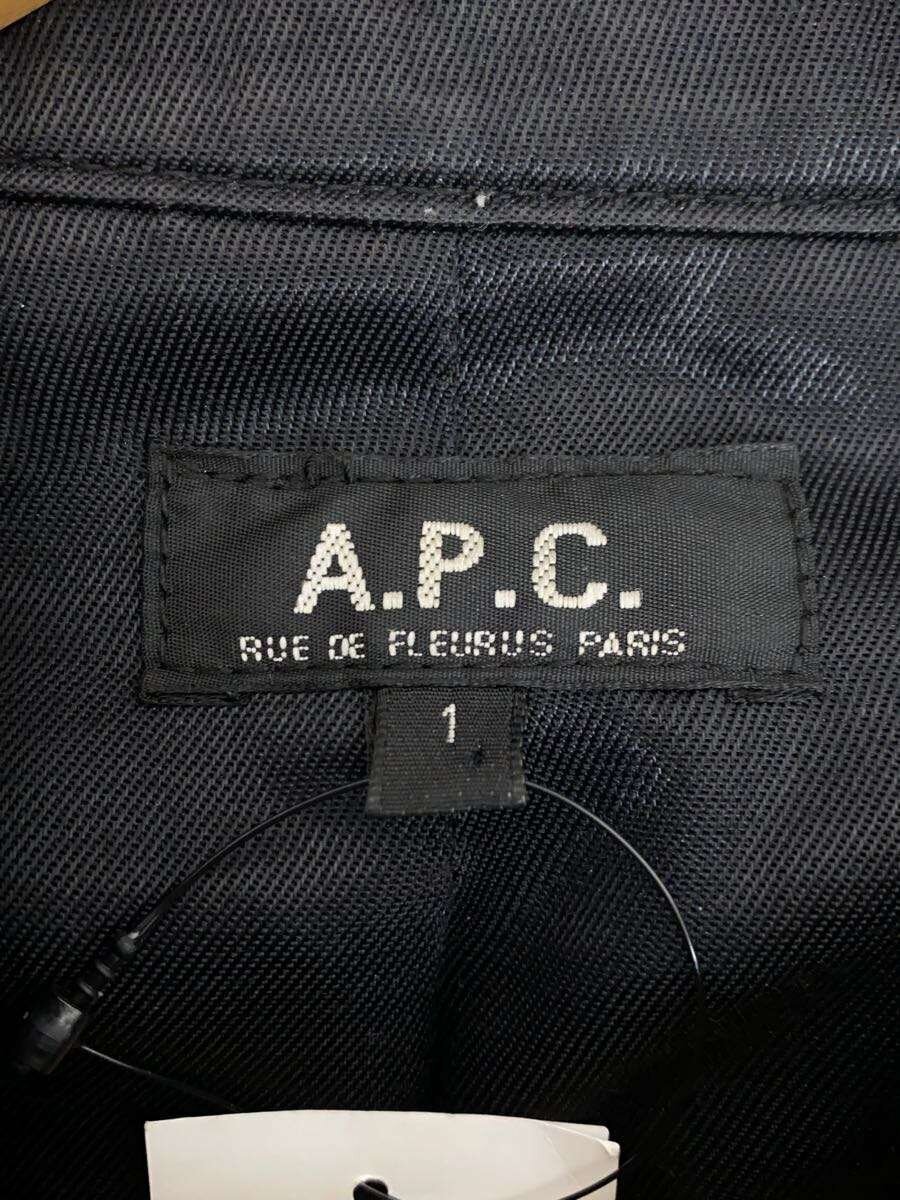 A.P.C.
RUE DE FLEURUS PARIS
1